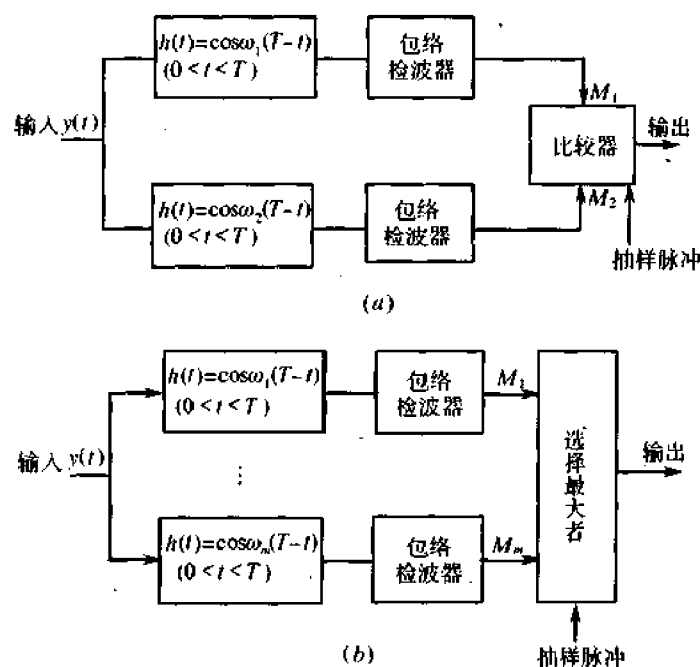 h(t)=cosω₁(T-t)
(0<t<T)
包络
检波器
M₁
输入 y(t)
比较器
输出
h(t)=cosω₂(T-t)
(0<t<T)
包络
检波器
M₂
抽样脉冲
(a)
h(t)=cosω₁(T-t)
(0<t<T)
包络
检波器
M₁
输入 y(t)
⋮
选择最大者
输出
h(t)=cosωₘ(T-t)
(0<t<T)
包络
检波器
Mₘ
抽样脉冲
(b)